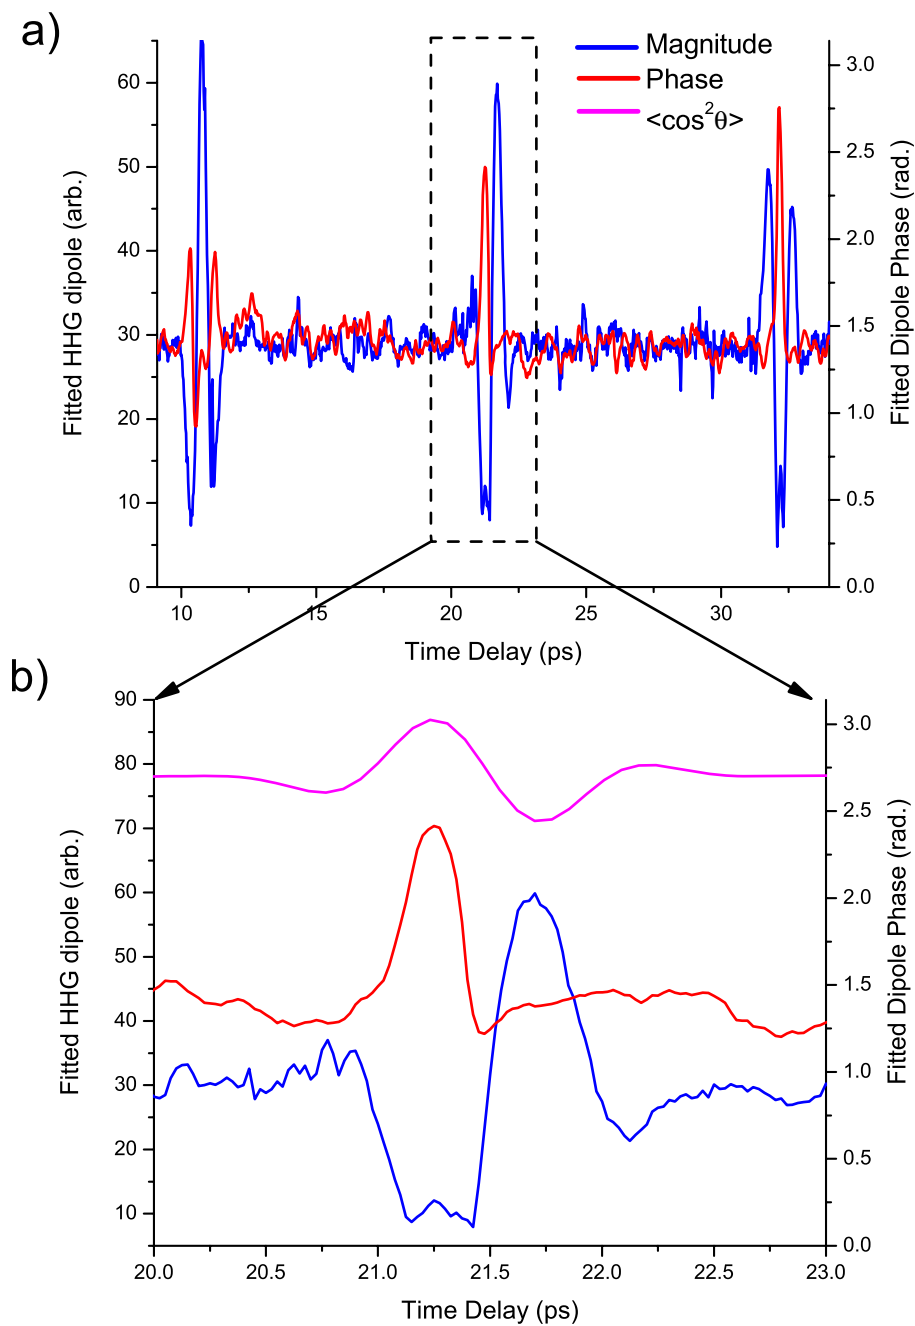 a)
Magnitude
Phase
<cos²θ>
60
50
40
30
20
10
0
Fitted HHG dipole (arb.)
3.0
2.5
2.0
1.5
1.0
0.5
0.0
Fitted Dipole Phase (rad.)
10 15 20 25 30
Time Delay (ps)
b)
90
80
70
60
50
40
30
20
10
Fitted HHG dipole (arb.)
3.0
2.5
2.0
1.5
1.0
0.5
0.0
Fitted Dipole Phase (rad.)
20.0 20.5 21.0 21.5 22.0 22.5 23.0
Time Delay (ps)